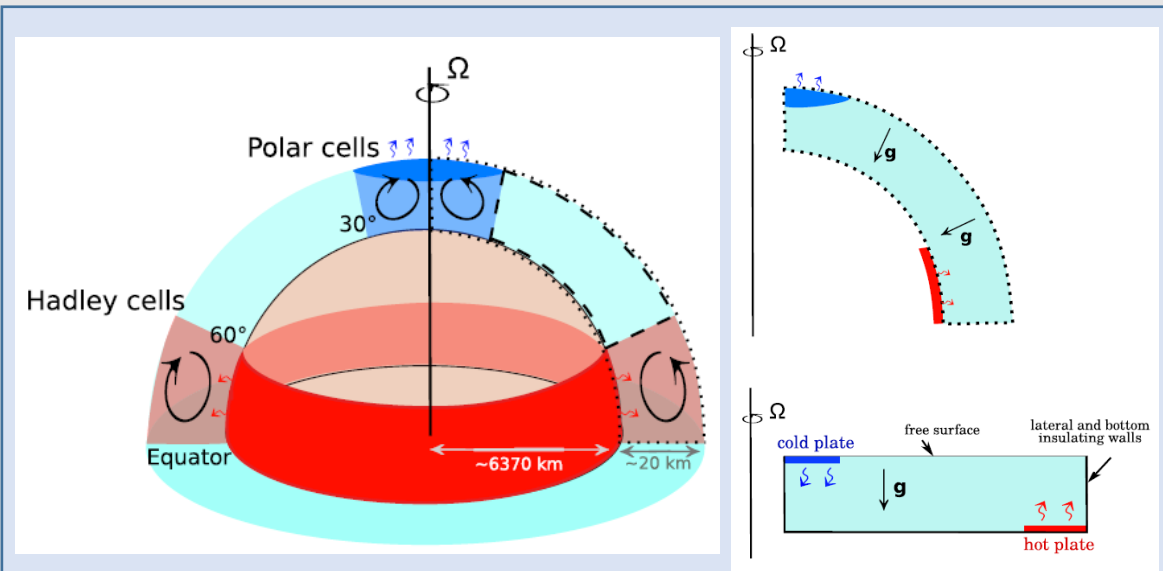 Ω
Polar cells
30°
Hadley cells
60°
Equator
~6370 km
~20 km
Ω
g
g
Ω
cold plate
free surface
lateral and bottom
insulating walls
g
hot plate